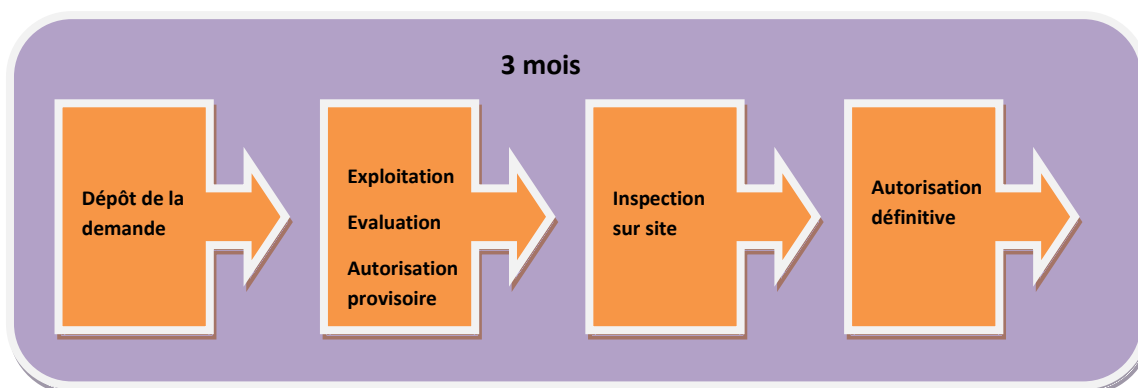 3 mois
Dépôt de la
demande
Exploitation
Evaluation
Autorisation
provisoire
Inspection
sur site
Autorisation
définitive